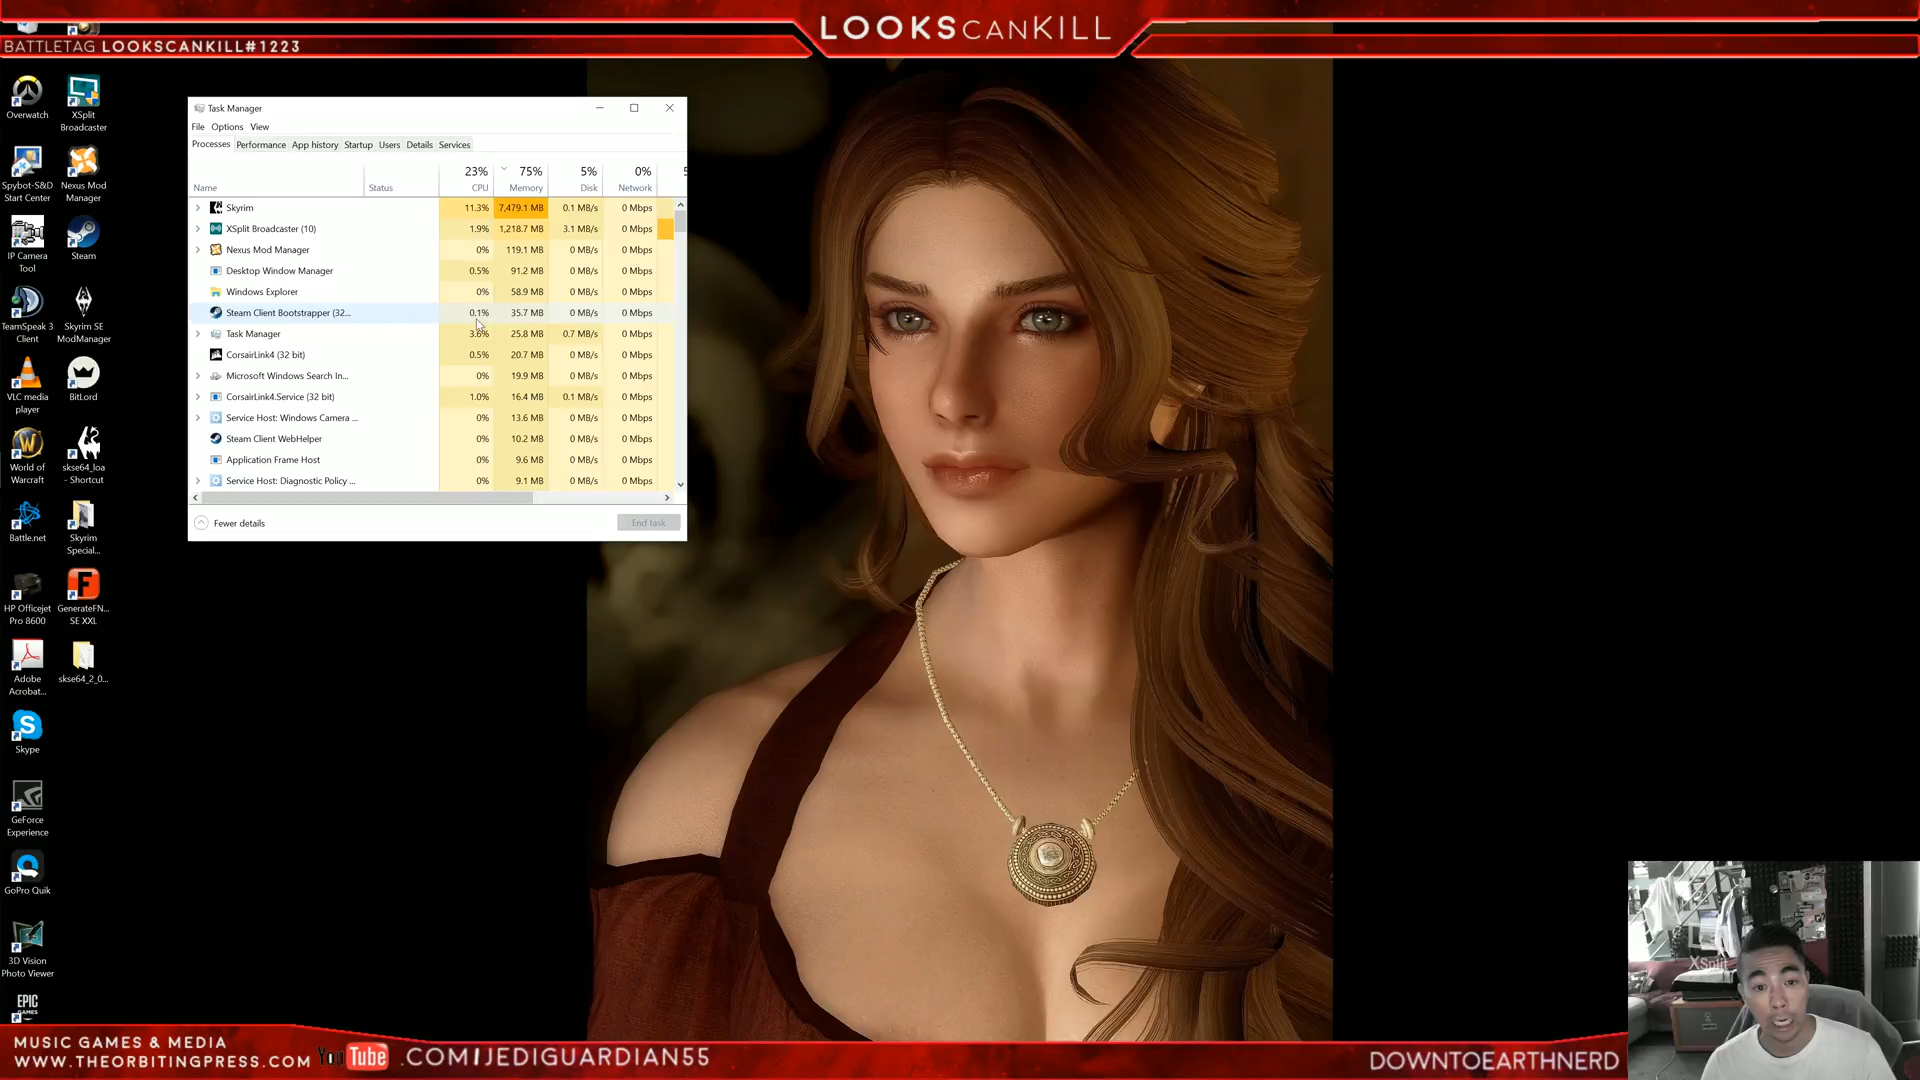 LOOKSCANKILL
BATTLETAG LOOKSCANKILL#1223
Overwatch
XSplit
Broadcaster
Spybot-S&D
Start Center
Nexus Mod
Manager
IP Camera
Tool
Steam
TeamSpeak 3
Client
Skyrim SE
ModManager
VLC media
player
BitLord
World of
Warcraft
skse64_loa
- Shortcut
Battle.net
Skyrim
Special...
HP Officejet
Pro 8600
GenerateFN...
SE XXL
Adobe
Acrobat...
skse64_2_0...
Skype
GeForce
Experience
GoPro Quik
3D Vision
Photo Viewer
EPIC
GAMES
Task Manager
File Options View
Processes Performance App history Startup Users Details Services
23% 75% 5% 0% 5
Name Status CPU Memory Disk Network
Skyrim 11.3% 7,479.1 MB 0.1 MB/s 0 Mbps
XSplit Broadcaster (10) 1.9% 1,218.7 MB 3.1 MB/s 0 Mbps
Nexus Mod Manager 0% 119.1 MB 0 MB/s 0 Mbps
Desktop Window Manager 0.5% 91.2 MB 0 MB/s 0 Mbps
Windows Explorer 0% 58.9 MB 0 MB/s 0 Mbps
Steam Client Bootstrapper (32... 0.1% 35.7 MB 0 MB/s 0 Mbps
Task Manager 3.6% 25.8 MB 0.7 MB/s 0 Mbps
CorsairLink4 (32 bit) 0.5% 20.7 MB 0 MB/s 0 Mbps
Microsoft Windows Search In... 0% 19.9 MB 0 MB/s 0 Mbps
CorsairLink4.Service (32 bit) 1.0% 16.4 MB 0.1 MB/s 0 Mbps
Service Host: Windows Camera ... 0% 13.6 MB 0 MB/s 0 Mbps
Steam Client WebHelper 0% 10.2 MB 0 MB/s 0 Mbps
Application Frame Host 0% 9.6 MB 0 MB/s 0 Mbps
Service Host: Diagnostic Policy ... 0% 9.1 MB 0 MB/s 0 Mbps
Fewer details
End task
XSplit
MUSIC GAMES & MEDIA
WWW.THEORBITINGPRESS.COM YouTube .COM/JEDIGUARDIAN55
DOWNTOEARTHNERD